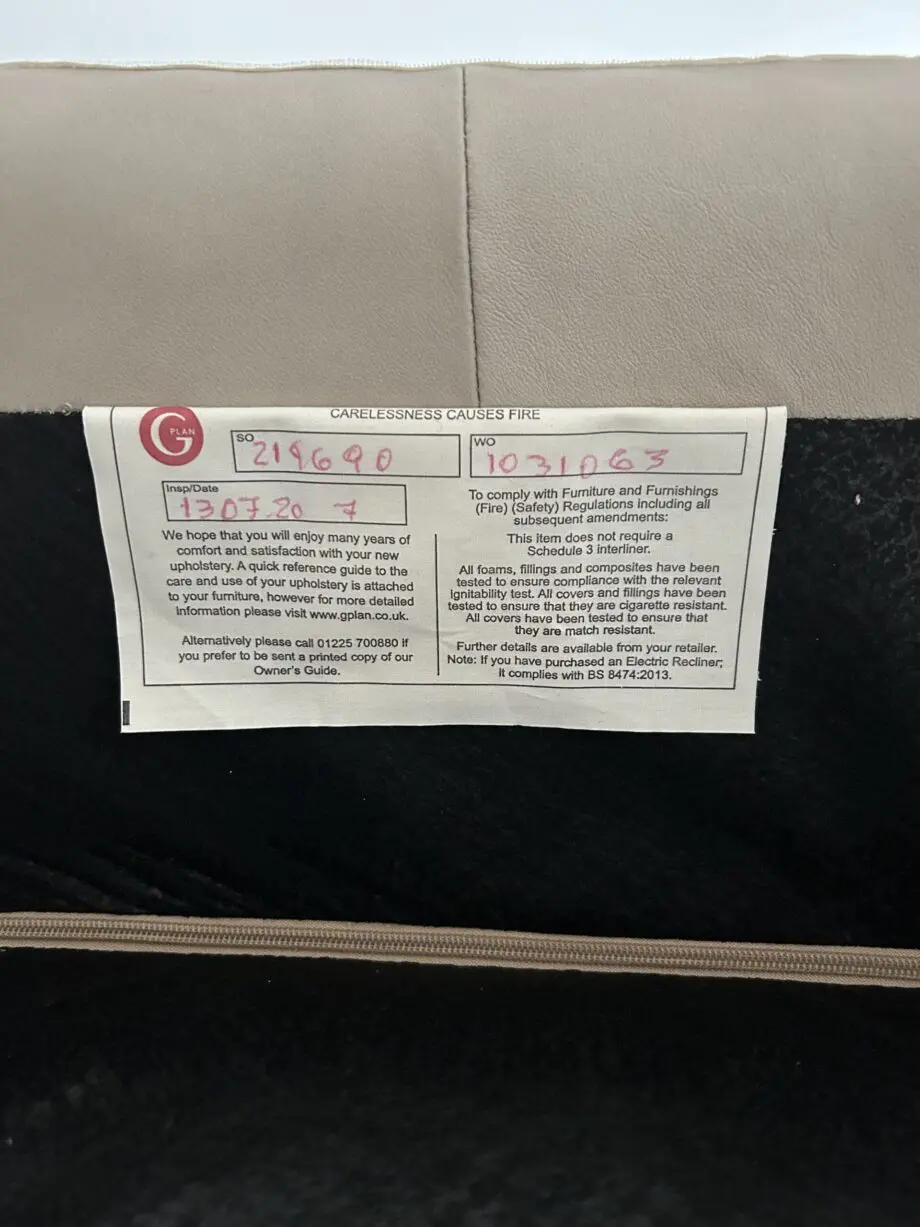 CARELESSNESS CAUSES FIRE
G PLAN
SO 219690
WO 1031063
Insp/Date
1307.20 7
We hope that you will enjoy many years of
comfort and satisfaction with your new
upholstery. A quick reference guide to the
care and use of your upholstery is attached
to your furniture, however for more detailed
information please visit www.gplan.co.uk.
Alternatively please call 01225 700880 if
you prefer to be sent a printed copy of our
Owner's Guide.
To comply with Furniture and Furnishings
(Fire) (Safety) Regulations including all
subsequent amendments:
This item does not require a
Schedule 3 interliner.
All foams, fillings and composites have been
tested to ensure compliance with the relevant
ignitability test. All covers and fillings have been
tested to ensure that they are cigarette resistant.
All covers have been tested to ensure that
they are match resistant.
Further details are available from your retailer.
Note: If you have purchased an Electric Recliner;
it complies with BS 8474:2013.